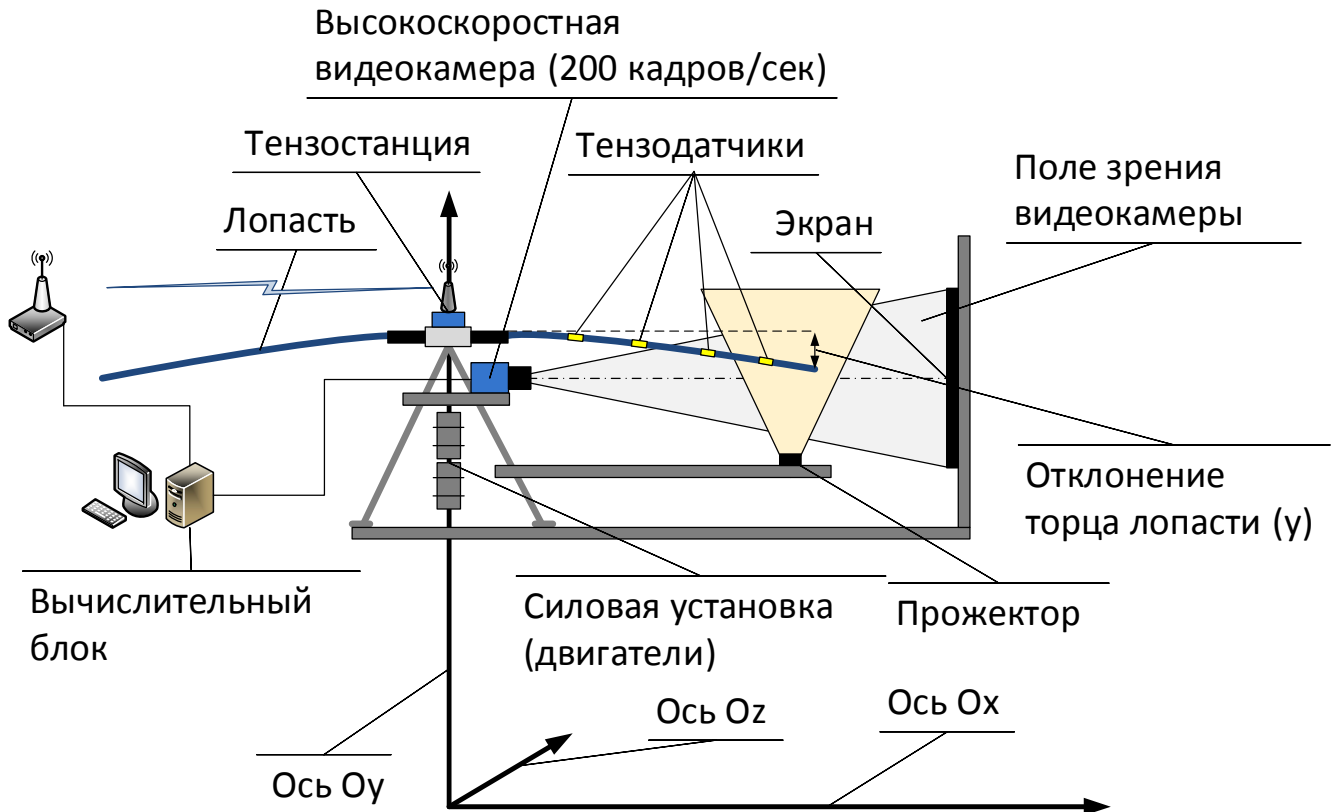 Высокоскоростная
видеокамера (200 кадров/сек)
Тензостанция
Тензодатчики
Поле зрения
видеокамеры
Лопасть
Экран
Отклонение
торца лопасти (y)
Вычислительный
блок
Силовая установка
(двигатели)
Прожектор
Ось Oz
Ось Ox
Ось Oy